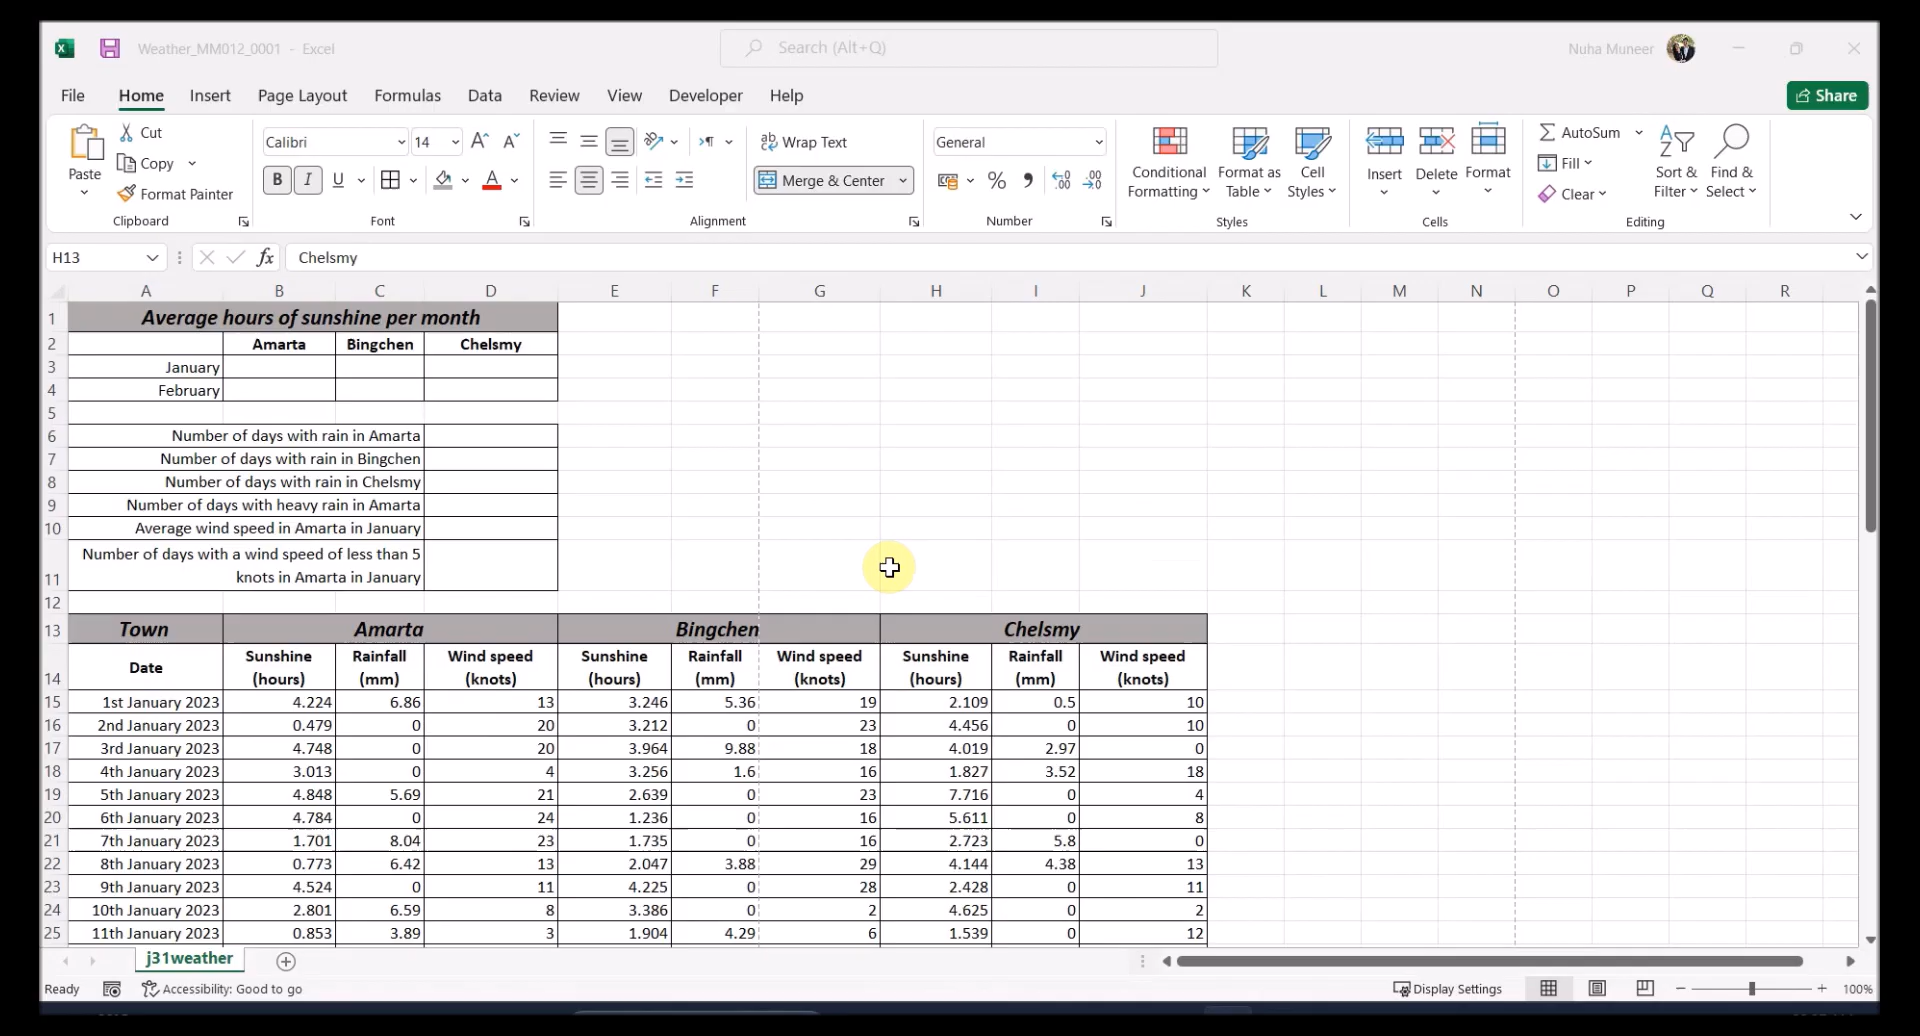 Weather_MM012_0001 - Excel
Search (Alt+Q)
Nuha Muneer
File Home Insert Page Layout Formulas Data Review View Developer Help
Share
Paste
Cut
Copy
Format Painter
Clipboard
Calibri 14
B I U
Font
Wrap Text
Merge & Center
Alignment
General
Number
Conditional Formatting
Format as Table
Cell Styles
Styles
Insert Delete Format
Cells
AutoSum
Fill
Clear
Sort & Filter
Find & Select
Editing
H13 fx Chelsmy
A B C D E F G H I J K L M N O P Q R
1 Average hours of sunshine per month
2 Amarta Bingchen Chelsmy
3 January
4 February
5
6 Number of days with rain in Amarta
7 Number of days with rain in Bingchen
8 Number of days with rain in Chelsmy
9 Number of days with heavy rain in Amarta
10 Average wind speed in Amarta in January
Number of days with a wind speed of less than 5
11 knots in Amarta in January
12
13 Town Amarta Bingchen Chelsmy
Date Sunshine Rainfall Wind speed Sunshine Rainfall Wind speed Sunshine Rainfall Wind speed
14 (hours) (mm) (knots) (hours) (mm) (knots) (hours) (mm) (knots)
15 1st January 2023 4.224 6.86 13 3.246 5.36 19 2.109 0.5 10
16 2nd January 2023 0.479 0 20 3.212 0 23 4.456 0 10
17 3rd January 2023 4.748 0 20 3.964 9.88 18 4.019 2.97 0
18 4th January 2023 3.013 0 4 3.256 1.6 16 1.827 3.52 18
19 5th January 2023 4.848 5.69 21 2.639 0 23 7.716 0 4
20 6th January 2023 4.784 0 24 1.236 0 16 5.611 0 8
21 7th January 2023 1.701 8.04 23 1.735 0 16 2.723 5.8 0
22 8th January 2023 0.773 6.42 13 2.047 3.88 29 4.144 4.38 13
23 9th January 2023 4.524 0 11 4.225 0 28 2.428 0 11
24 10th January 2023 2.801 6.59 8 3.386 0 2 4.625 0 2
25 11th January 2023 0.853 3.89 3 1.904 4.29 6 1.539 0 12
j31weather
Ready Accessibility: Good to go Display Settings 100%